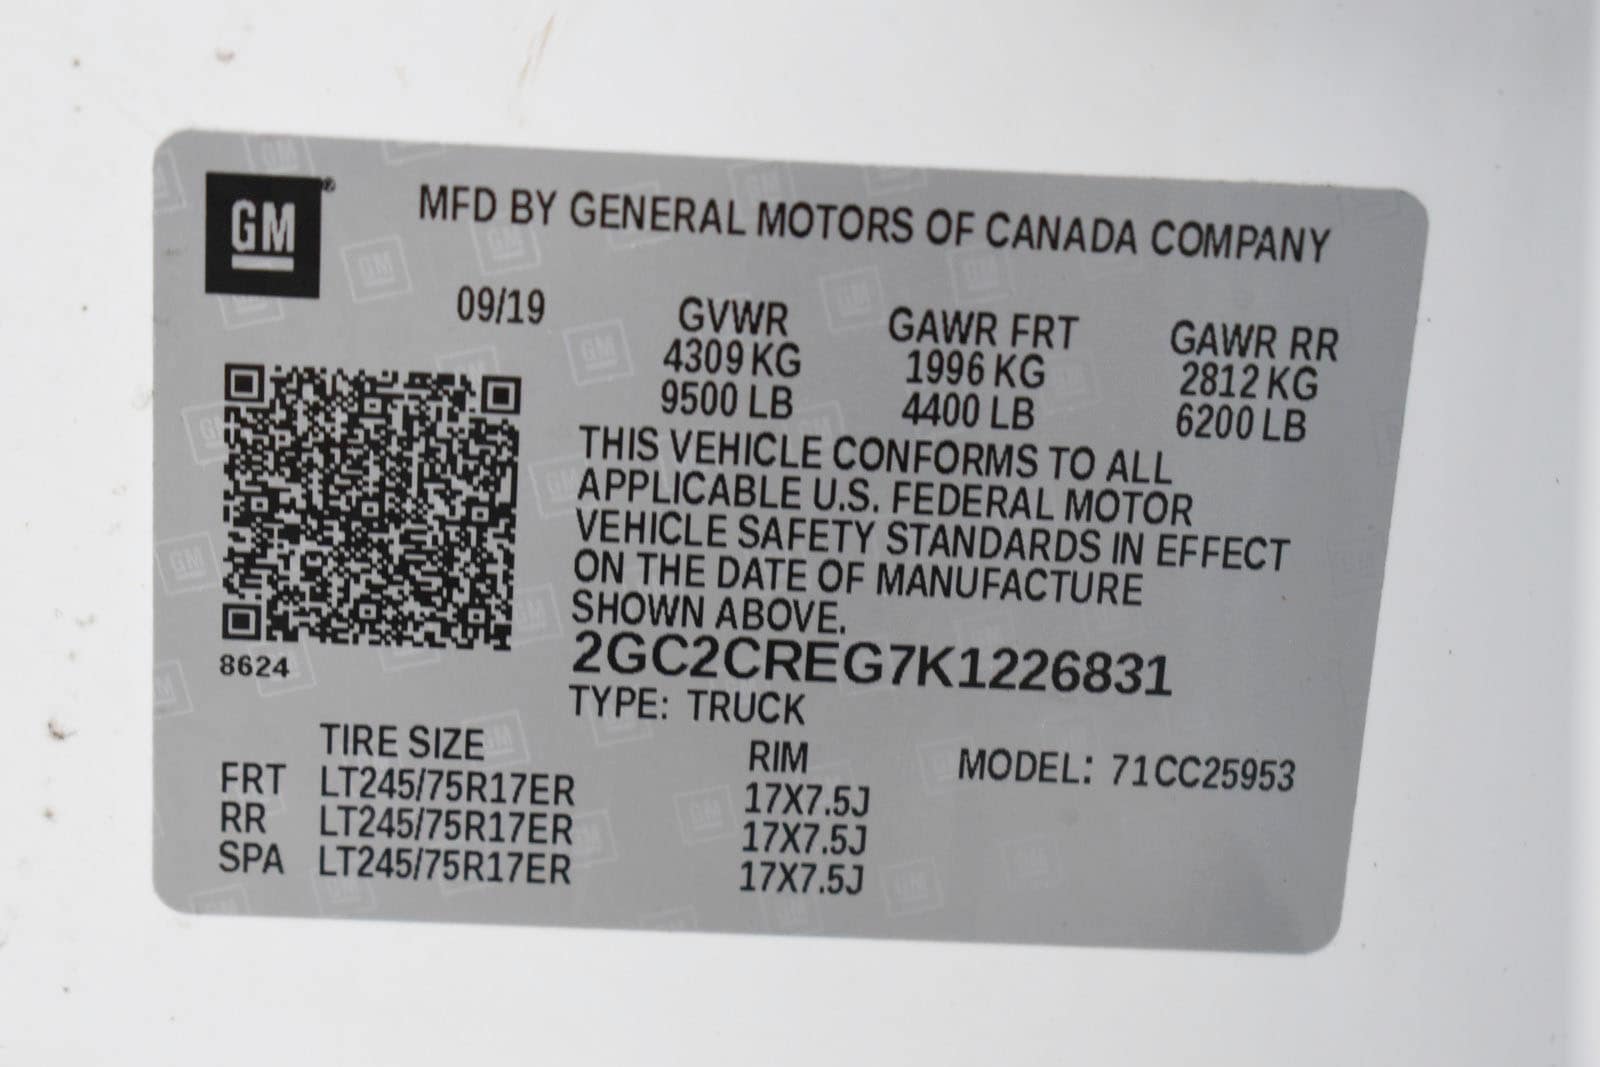 GM
MFD BY GENERAL MOTORS OF CANADA COMPANY
09/19 GVWR GAWR FRT GAWR RR
4309 KG 1996 KG 2812 KG
9500 LB 4400 LB 6200 LB
THIS VEHICLE CONFORMS TO ALL
APPLICABLE U.S. FEDERAL MOTOR
VEHICLE SAFETY STANDARDS IN EFFECT
ON THE DATE OF MANUFACTURE
SHOWN ABOVE.
8624 2GC2CREG7K1226831
TYPE: TRUCK
TIRE SIZE RIM MODEL: 71CC25953
FRT LT245/75R17ER 17X7.5J
RR LT245/75R17ER 17X7.5J
SPA LT245/75R17ER 17X7.5J